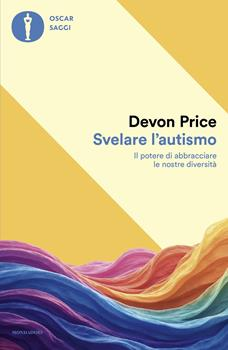 OSCAR
SAGGI
Devon Price
Svelare l'autismo
Il potere di abbracciare
le nostre diversità
MONDADORI